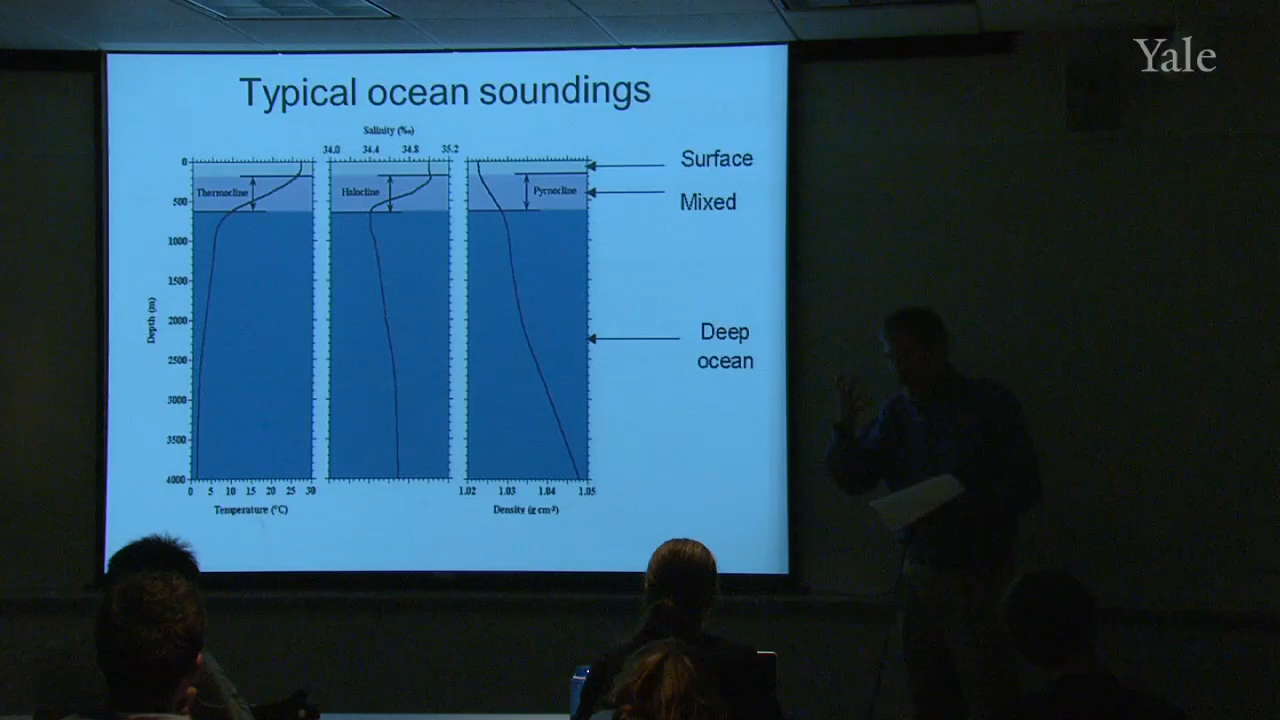 Yale
Typical ocean soundings
Salinity (‰)
34.0 34.4 34.8 35.2
0
500
1000
1500
2000
2500
3000
3500
4000
Depth (m)
Thermocline
Halocline
Pycnocline
Surface
Mixed
Deep
ocean
0 5 10 15 20 25 30
1.02 1.03 1.04 1.05
Temperature (°C)
Density (g cm-3)